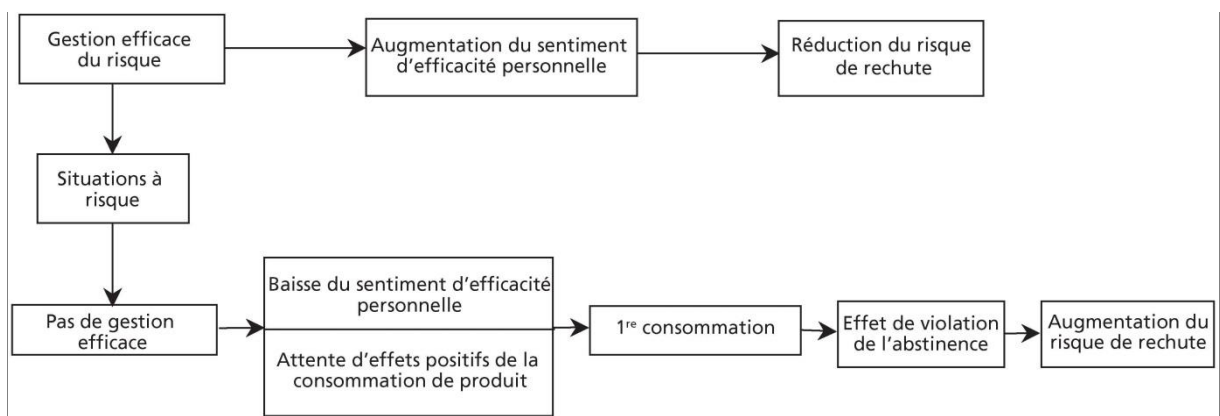 Gestion efficace
du risque
Augmentation du sentiment
d’efficacité personnelle
Réduction du risque
de rechute
Situations à
risque
Pas de gestion
efficace
Baisse du sentiment d’efficacité
personnelle
Attente d’effets positifs de la
consommation de produit
1re consommation
Effet de violation
de l’abstinence
Augmentation du
risque de rechute